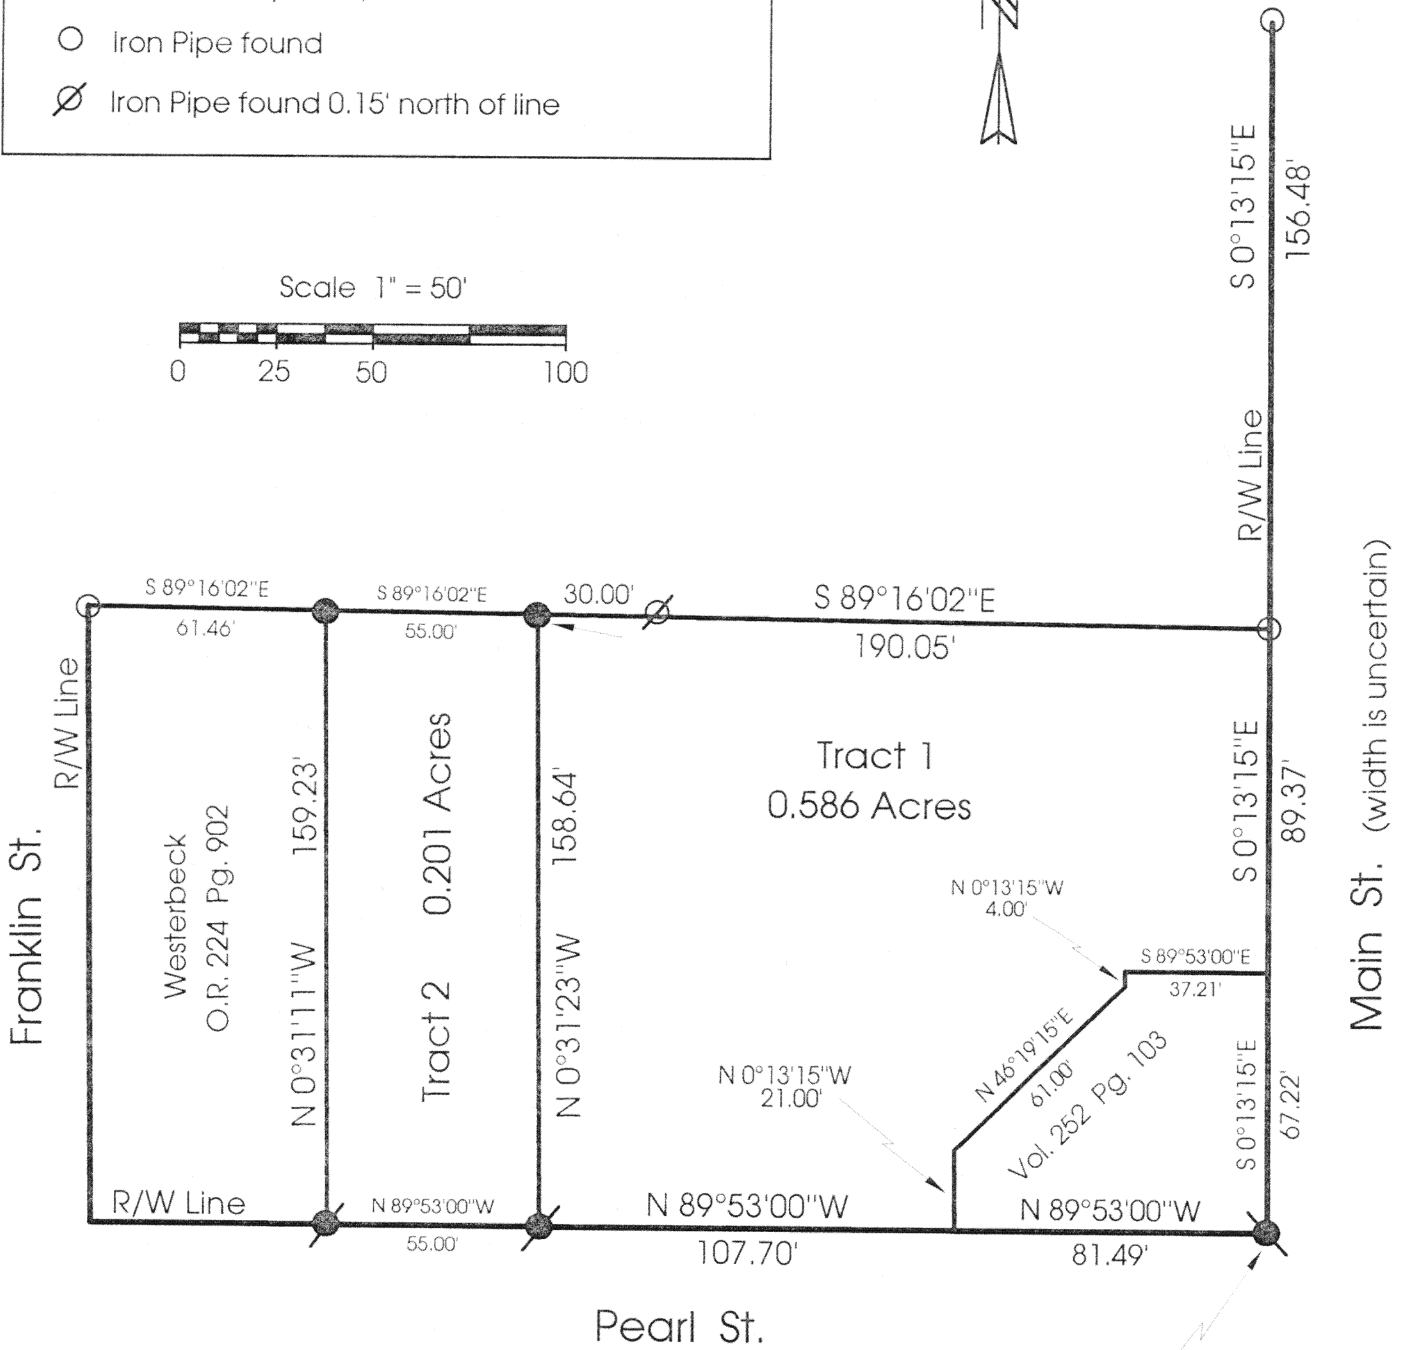 Iron Pipe found
Iron Pipe found 0.15' north of line
N
S 0°13'15"E
156.48'
Scale 1" = 50'
0 25 50 100
R/W Line
S 89°16'02"E
61.46'
S 89°16'02"E
55.00'
30.00'
S 89°16'02"E
190.05'
R/W Line
Franklin St.
Westerbeck
O.R. 224 Pg. 902
159.23'
N 0°31'11"W
Tract 2 0.201 Acres
158.64'
N 0°31'23"W
Tract 1
0.586 Acres
S 0°13'15"E
89.37'
Main St. (width is uncertain)
N 0°13'15"W
4.00'
S 89°53'00"E
37.21'
N 46°19'15"E
61.00'
Vol. 252 Pg. 103
N 0°13'15"W
21.00'
S 0°13'15"E
67.22'
R/W Line
N 89°53'00"W
55.00'
N 89°53'00"W
107.70'
N 89°53'00"W
81.49'
Pearl St.